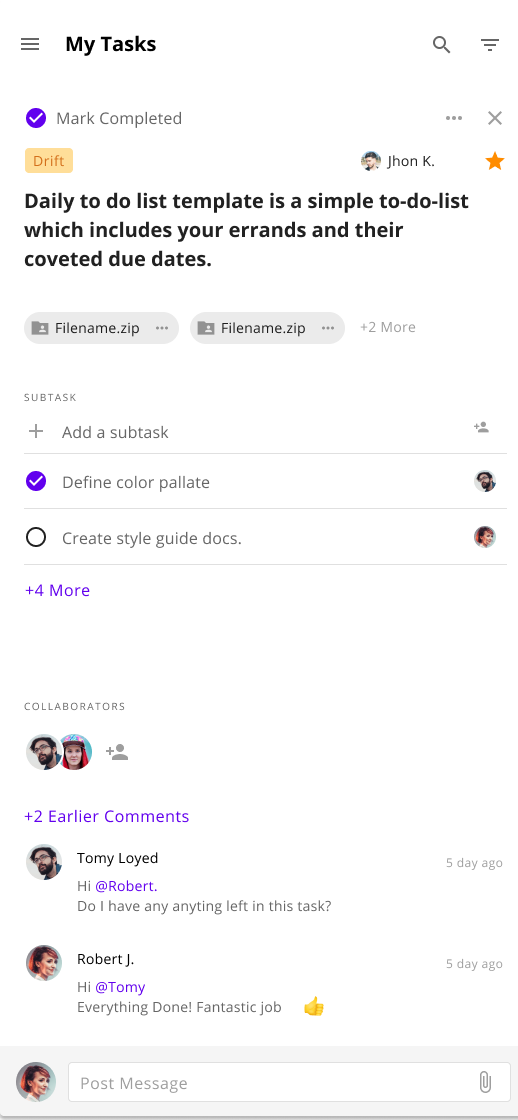 My Tasks
Mark Completed
Drift
Jhon K.
Daily to do list template is a simple to-do-list
which includes your errands and their
coveted due dates.
Filename.zip
Filename.zip
+2 More
SUBTASK
Add a subtask
Define color pallate
Create style guide docs.
+4 More
COLLABORATORS
+2 Earlier Comments
Tomy Loyed
5 day ago
Hi @Robert.
Do I have any anyting left in this task?
Robert J.
5 day ago
Hi @Tomy
Everything Done! Fantastic job
Post Message